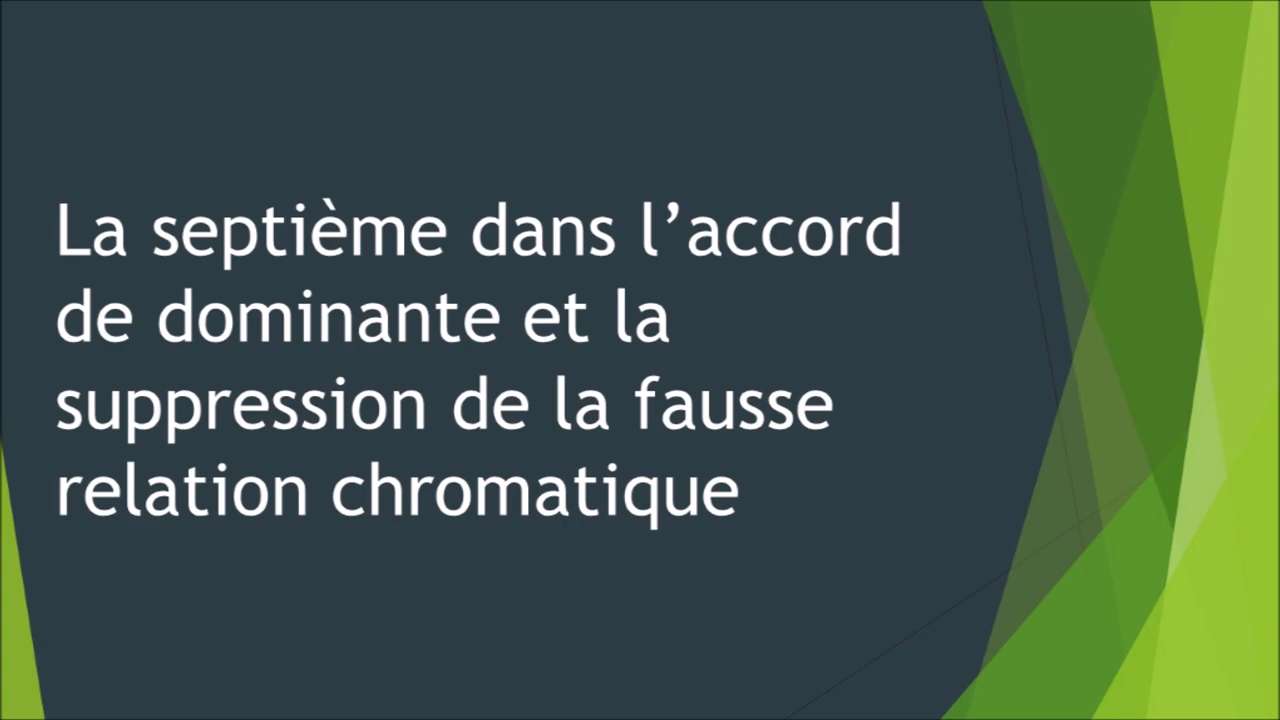 La septième dans l’accord
de dominante et la
suppression de la fausse
relation chromatique